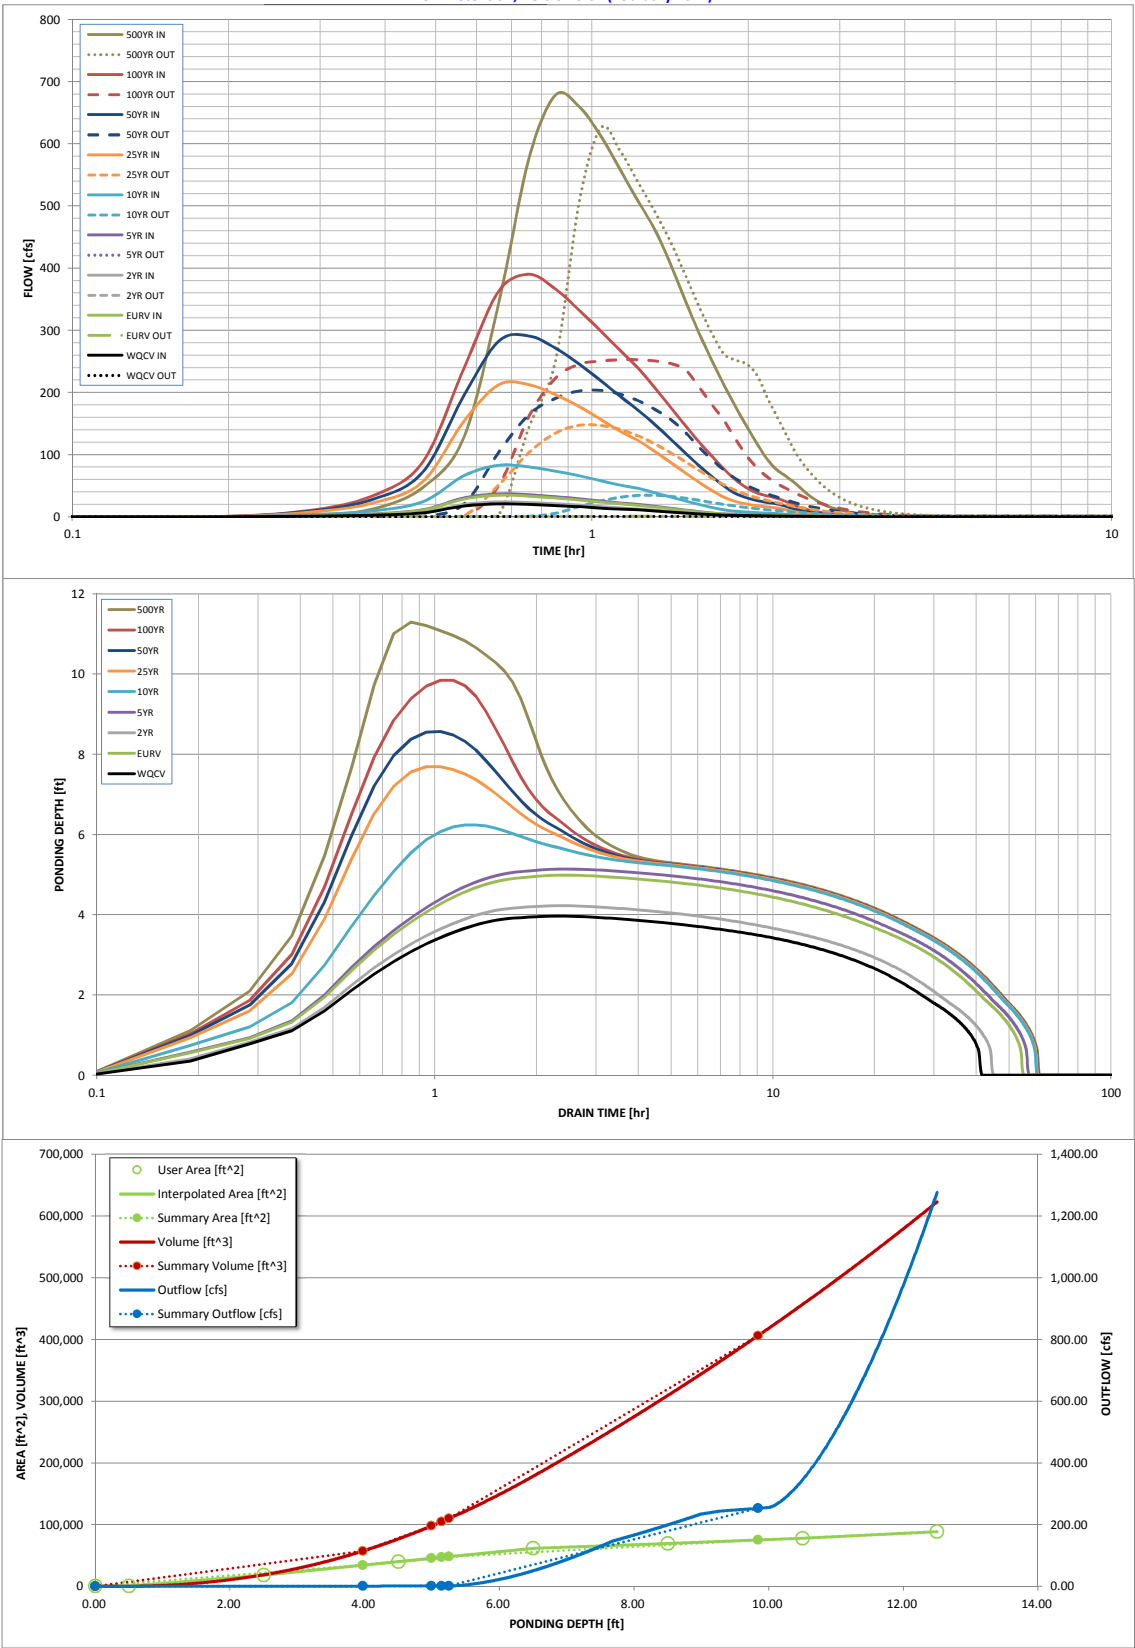 800
700
600
500
400
300
200
100
0
FLOW [cfs]
500YR IN
500YR OUT
100YR IN
100YR OUT
50YR IN
50YR OUT
25YR IN
25YR OUT
10YR IN
10YR OUT
5YR IN
5YR OUT
2YR IN
2YR OUT
EURV IN
EURV OUT
WQCV IN
WQCV OUT
0.1
1
10
TIME [hr]
12
10
8
6
4
2
0
PONDING DEPTH [ft]
500YR
100YR
50YR
25YR
10YR
5YR
2YR
EURV
WQCV
0.1
1
10
100
DRAIN TIME [hr]
700,000
600,000
500,000
400,000
300,000
200,000
100,000
0
AREA [ft^2], VOLUME [ft^3]
User Area [ft^2]
Interpolated Area [ft^2]
Summary Area [ft^2]
Volume [ft^3]
Summary Volume [ft^3]
Outflow [cfs]
Summary Outflow [cfs]
1,400.00
1,200.00
1,000.00
800.00
600.00
400.00
200.00
0.00
OUTFLOW [cfs]
0.00
2.00
4.00
6.00
8.00
10.00
12.00
14.00
PONDING DEPTH [ft]